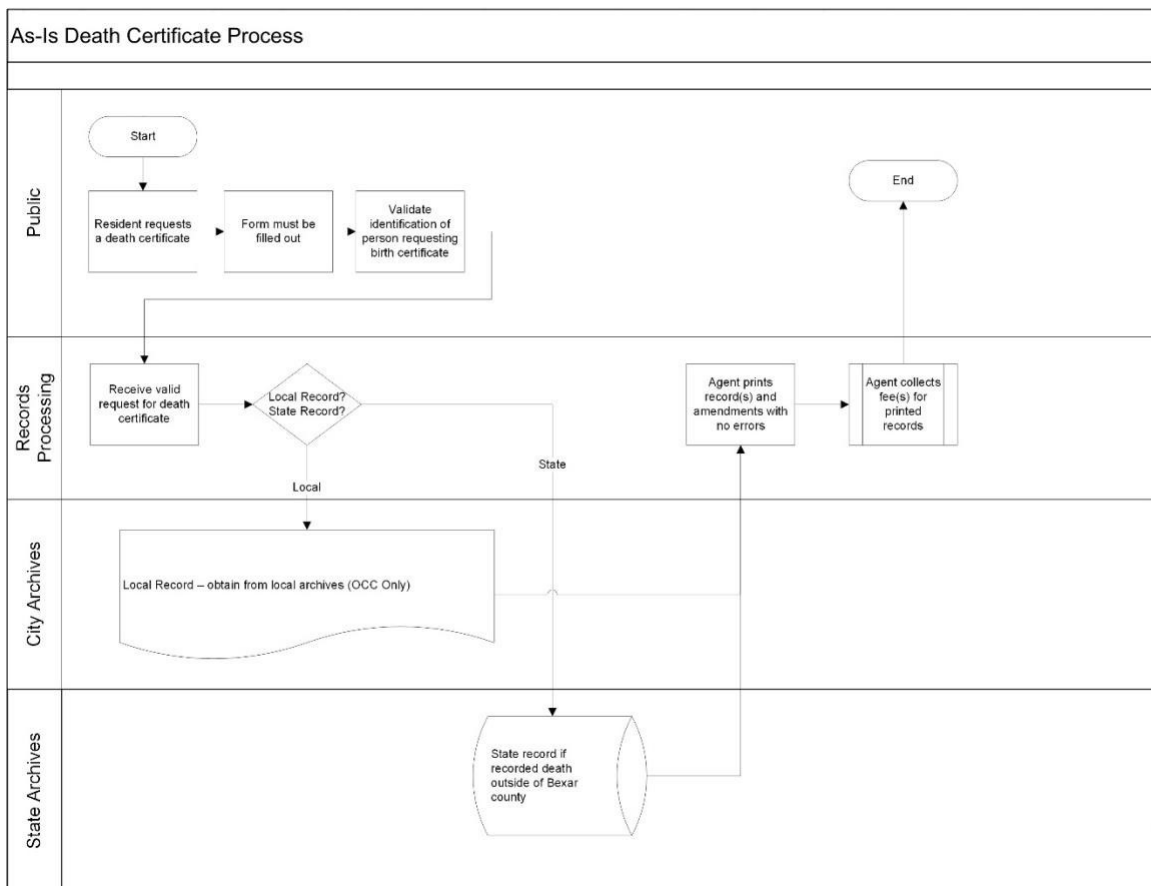 As-Is Death Certificate Process
Public
Start
Resident requests
a death certificate
Form must be
filled out
Validate
identification of
person requesting
birth certificate
End
Records
Processing
Receive valid
request for death
certificate
Local Record?
State Record?
Local
State
Agent prints
record(s) and
amendments with
no errors
Agent collects
fee(s) for
printed
records
City Archives
Local Record – obtain from local archives (OCC Only)
State Archives
State record if
recorded death
outside of Bexar
county